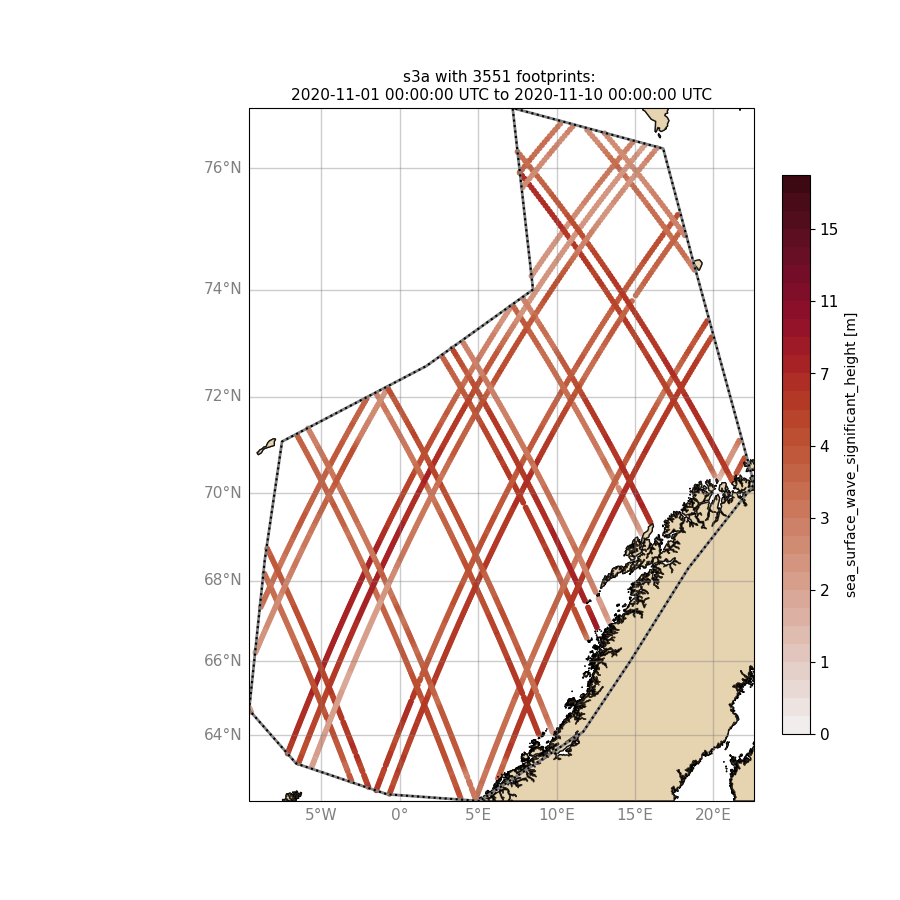 s3a with 3551 footprints:
2020-11-01 00:00:00 UTC to 2020-11-10 00:00:00 UTC
76°N
74°N
72°N
70°N
68°N
66°N
64°N
5°W
0°
5°E
10°E
15°E
20°E
15
11
7
4
3
2
1
0
sea_surface_wave_significant_height [m]